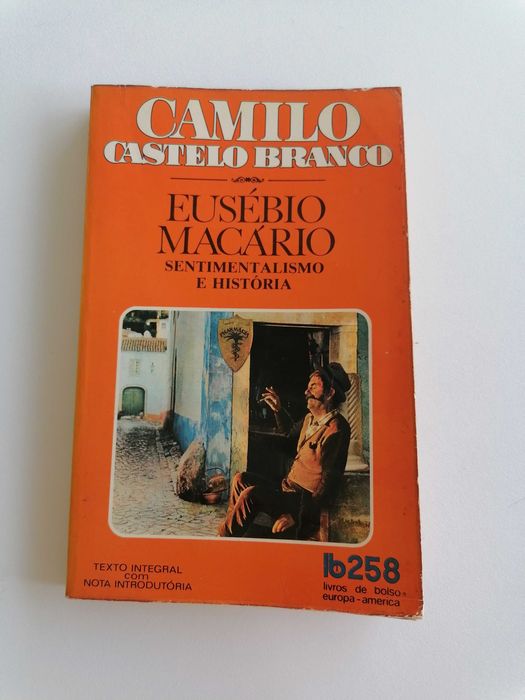 CAMILO
CASTELO BRANCO
EUSÉBIO
MACÁRIO
SENTIMENTALISMO
E HISTÓRIA
PHARMACIA
TEXTO INTEGRAL
com
NOTA INTRODUTÓRIA
lb258
livros de bolso
europa-america